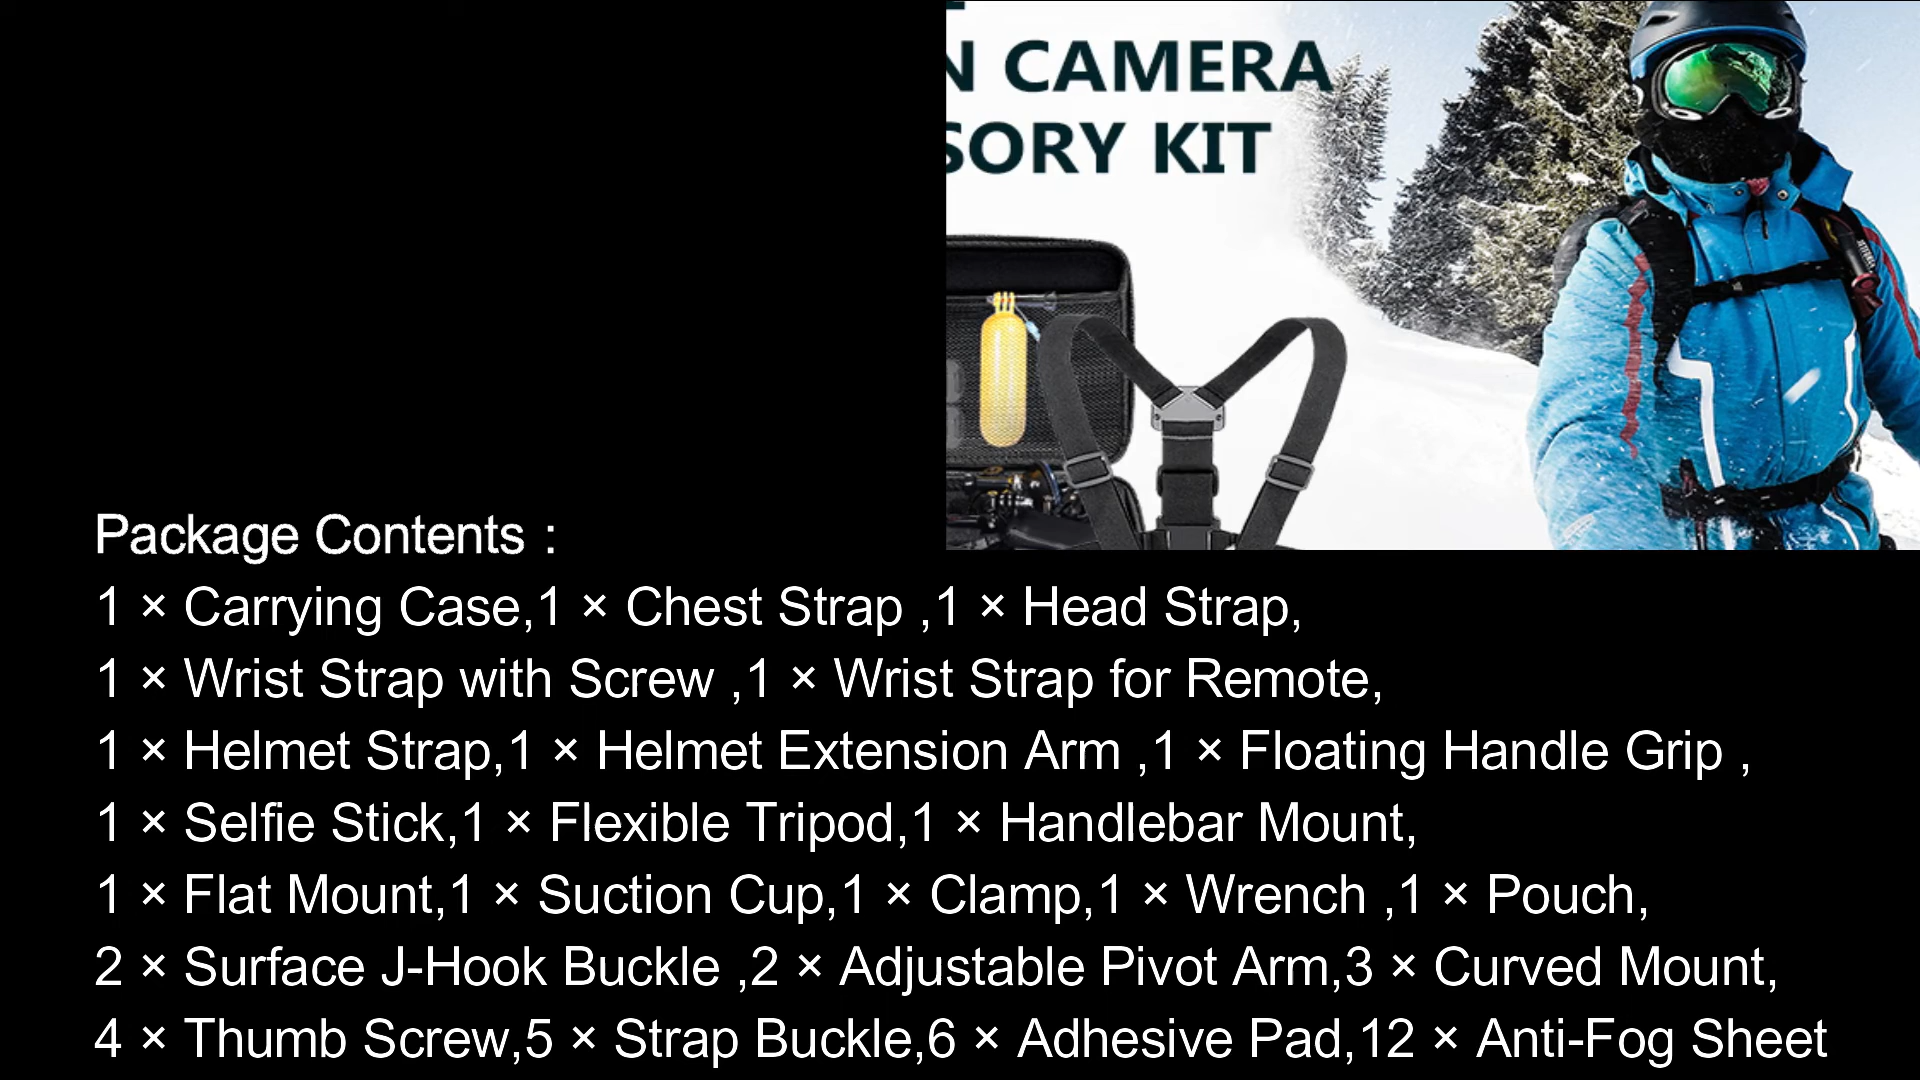 N CAMERA
SORY KIT
Package Contents :
1 × Carrying Case,1 × Chest Strap ,1 × Head Strap,
1 × Wrist Strap with Screw ,1 × Wrist Strap for Remote,
1 × Helmet Strap,1 × Helmet Extension Arm ,1 × Floating Handle Grip ,
1 × Selfie Stick,1 × Flexible Tripod,1 × Handlebar Mount,
1 × Flat Mount,1 × Suction Cup,1 × Clamp,1 × Wrench ,1 × Pouch,
2 × Surface J-Hook Buckle ,2 × Adjustable Pivot Arm,3 × Curved Mount,
4 × Thumb Screw,5 × Strap Buckle,6 × Adhesive Pad,12 × Anti-Fog Sheet